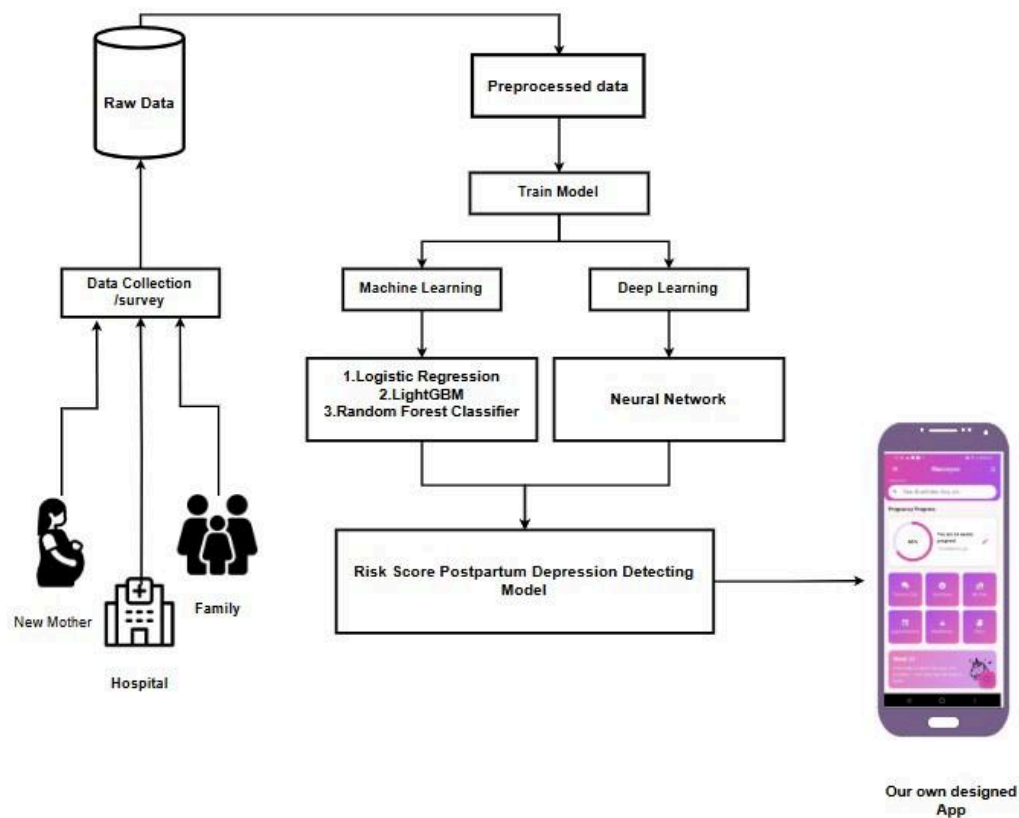 Raw Data
Preprocessed data
Train Model
Data Collection
/survey
Machine Learning
Deep Learning
1.Logistic Regression
2.LightGBM
3.Random Forest Classifier
Neural Network
Risk Score Postpartum Depression Detecting
Model
New Mother
Family
Hospital
Pregnancy Progress
Our own designed
App